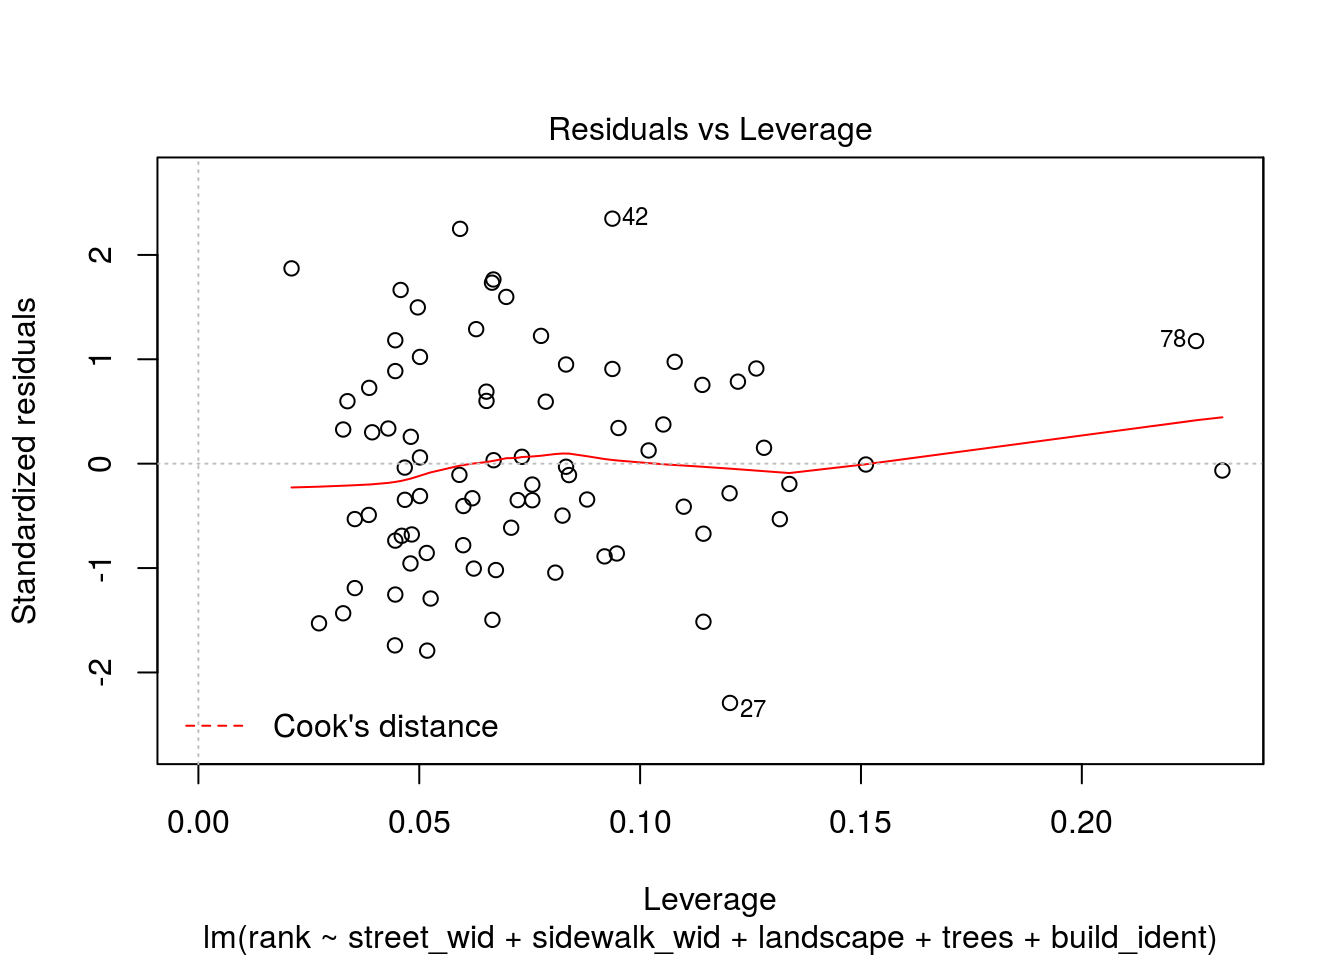 Residuals vs Leverage
Standardized residuals
2
1
0
-1
-2
42
78
27
Cook's distance
0.00 0.05 0.10 0.15 0.20
Leverage
lm(rank ~ street_wid + sidewalk_wid + landscape + trees + build_ident)